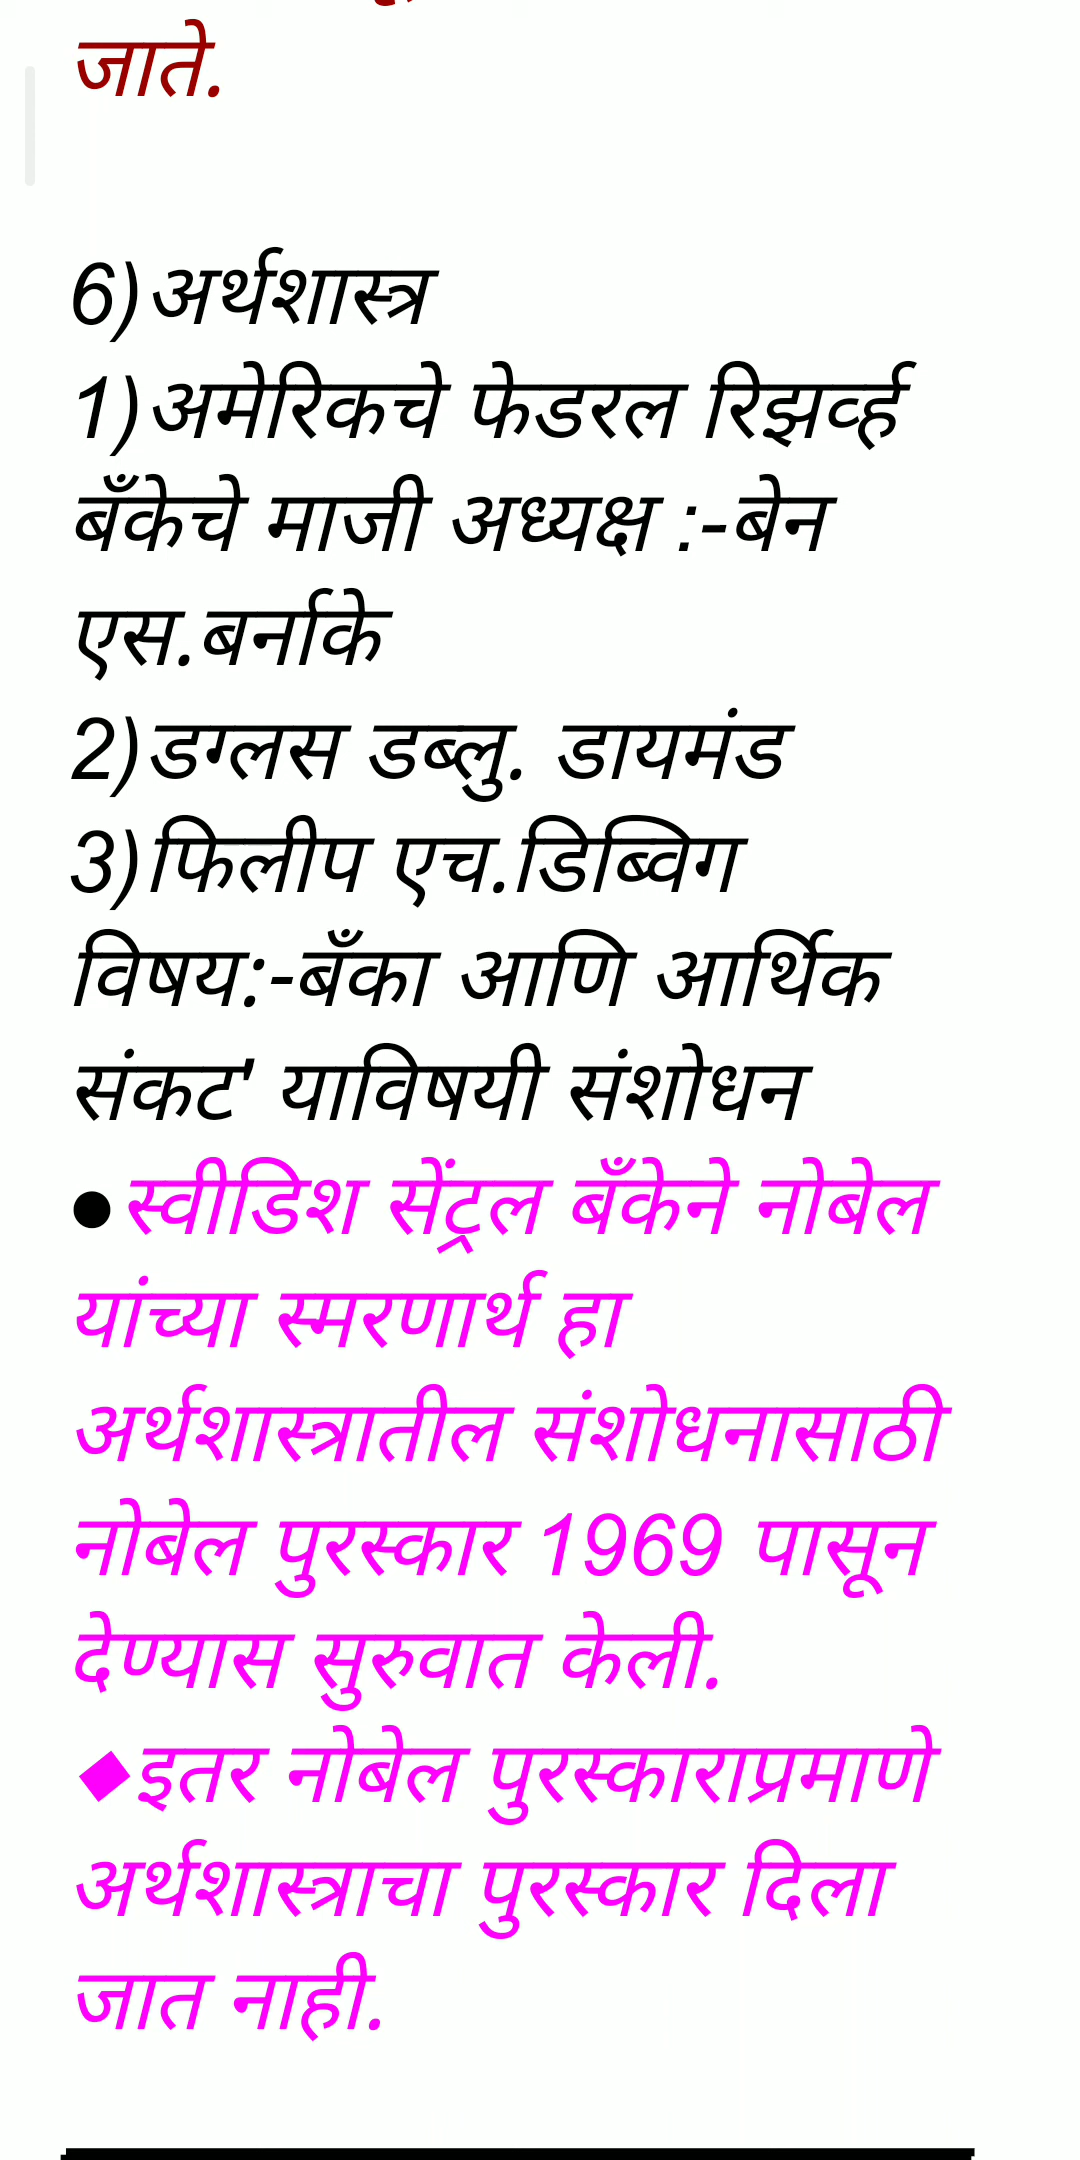 जाते.
6)अर्थशास्त्र
1)अमेरिकचे फेडरल रिझर्व्ह
बँकेचे माजी अध्यक्ष :-बेन
एस.बर्नाके
2)डग्लस डब्लु. डायमंड
3)फिलीप एच.डिब्विग
विषय:-बँका आणि आर्थिक
संकट' याविषयी संशोधन
●स्वीडिश सेंट्रल बँकेने नोबेल
यांच्या स्मरणार्थ हा
अर्थशास्त्रातील संशोधनासाठी
नोबेल पुरस्कार 1969 पासून
देण्यास सुरुवात केली.
◆इतर नोबेल पुरस्काराप्रमाणे
अर्थशास्त्राचा पुरस्कार दिला
जात नाही.